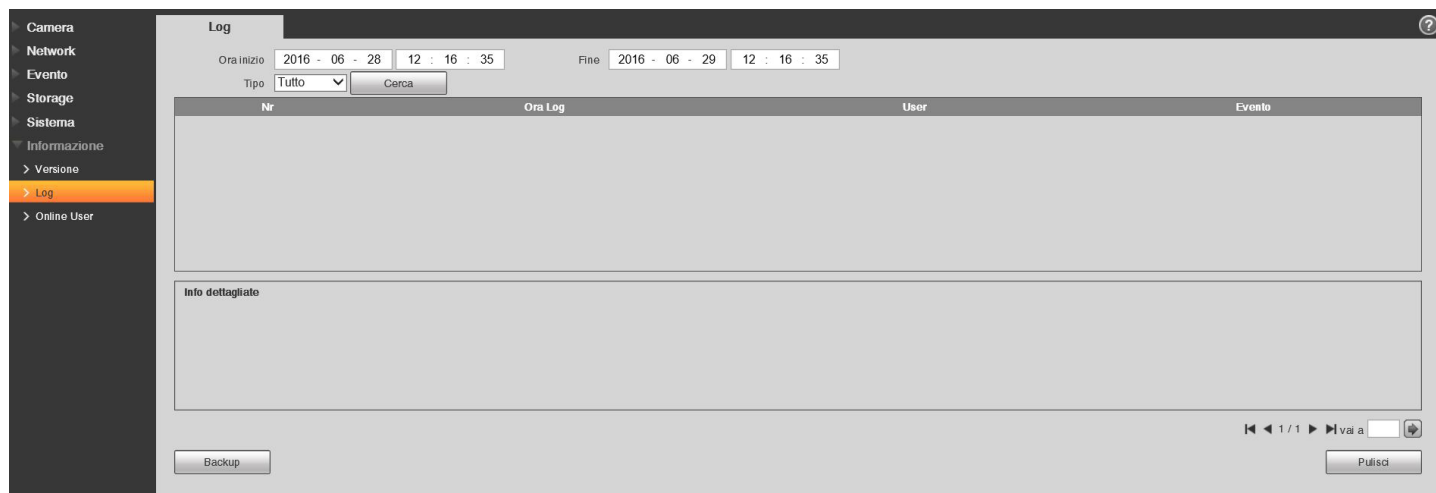 Camera
Network
Evento
Storage
Sistema
Informazione
Versione
Log
Online User
Log
?
Ora inizio 2016 - 06 - 28 12 : 16 : 35 Fine 2016 - 06 - 29 12 : 16 : 35
Tipo Tutto Cerca
Nr Ora Log User Evento
Info dettagliate
1 / 1 vai a
Backup Pulisci